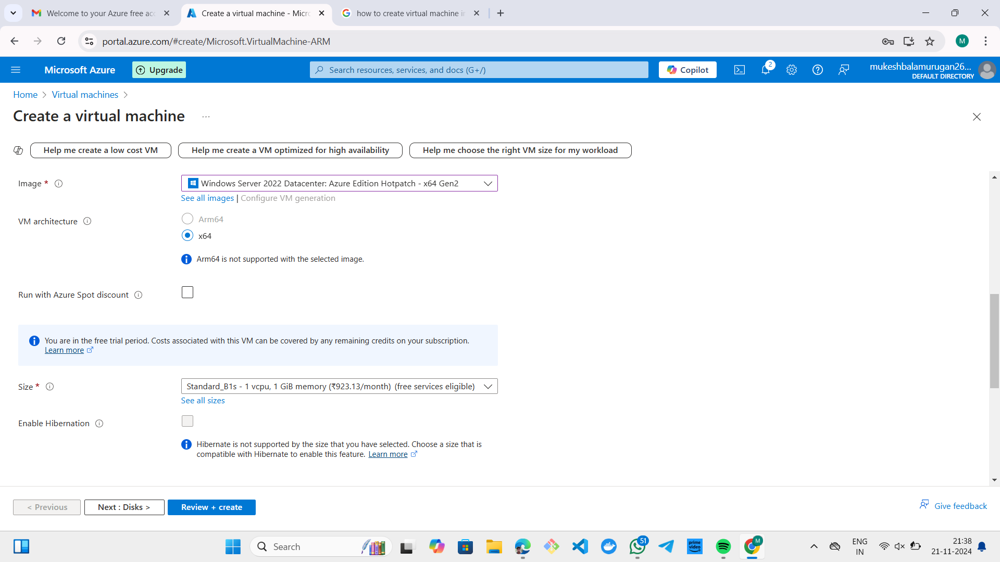 Welcome to your Azure free acc
Create a virtual machine - Micro
how to create virtual machine in
portal.azure.com/#create/Microsoft.VirtualMachine-ARM
M
Microsoft Azure
Upgrade
Search resources, services, and docs (G+/)
Copilot
2
mukeshbalamurugan26...
DEFAULT DIRECTORY
Home > Virtual machines >
Create a virtual machine ...
Help me create a low cost VM
Help me create a VM optimized for high availability
Help me choose the right VM size for my workload
Image *
Windows Server 2022 Datacenter: Azure Edition Hotpatch - x64 Gen2
See all images | Configure VM generation
VM architecture
Arm64
x64
Arm64 is not supported with the selected image.
Run with Azure Spot discount
You are in the free trial period. Costs associated with this VM can be covered by any remaining credits on your subscription.
Learn more
Size *
Standard_B1s - 1 vcpu, 1 GiB memory (₹923.13/month) (free services eligible)
See all sizes
Enable Hibernation
Hibernate is not supported by the size that you have selected. Choose a size that is
compatible with Hibernate to enable this feature. Learn more
< Previous
Next : Disks >
Review + create
Give feedback
Search
prime video
51
M
ENG
IN
21:38
21-11-2024